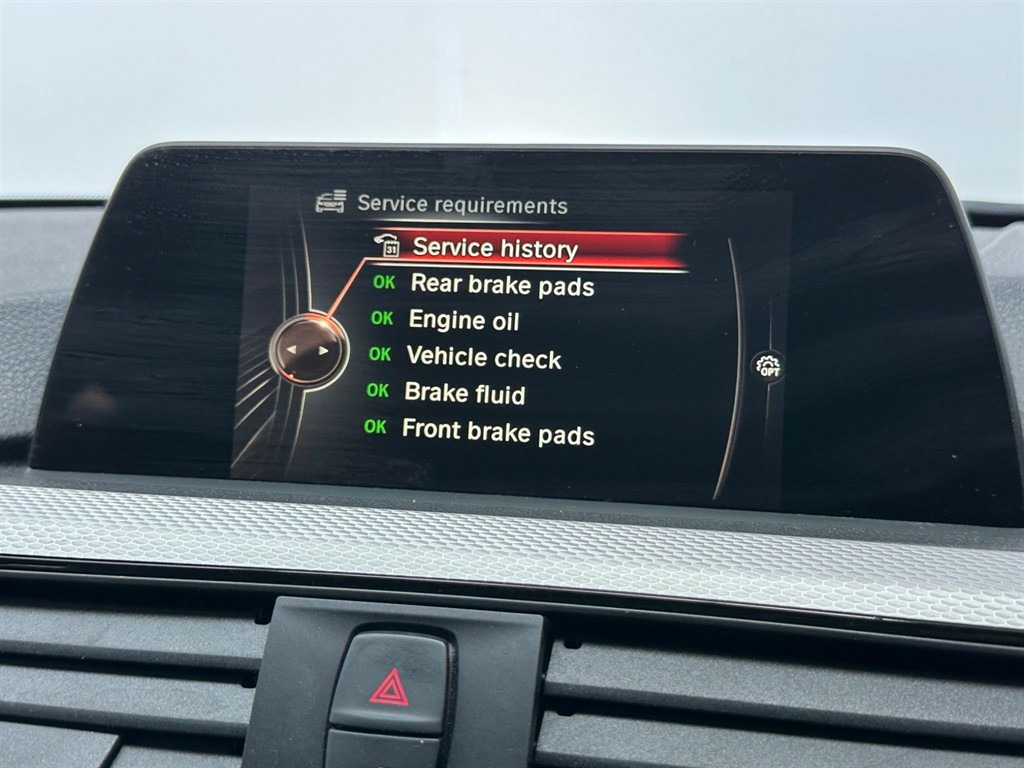 Service requirements
31 Service history
OK Rear brake pads
OK Engine oil
OK Vehicle check
OK Brake fluid
OK Front brake pads
OPT